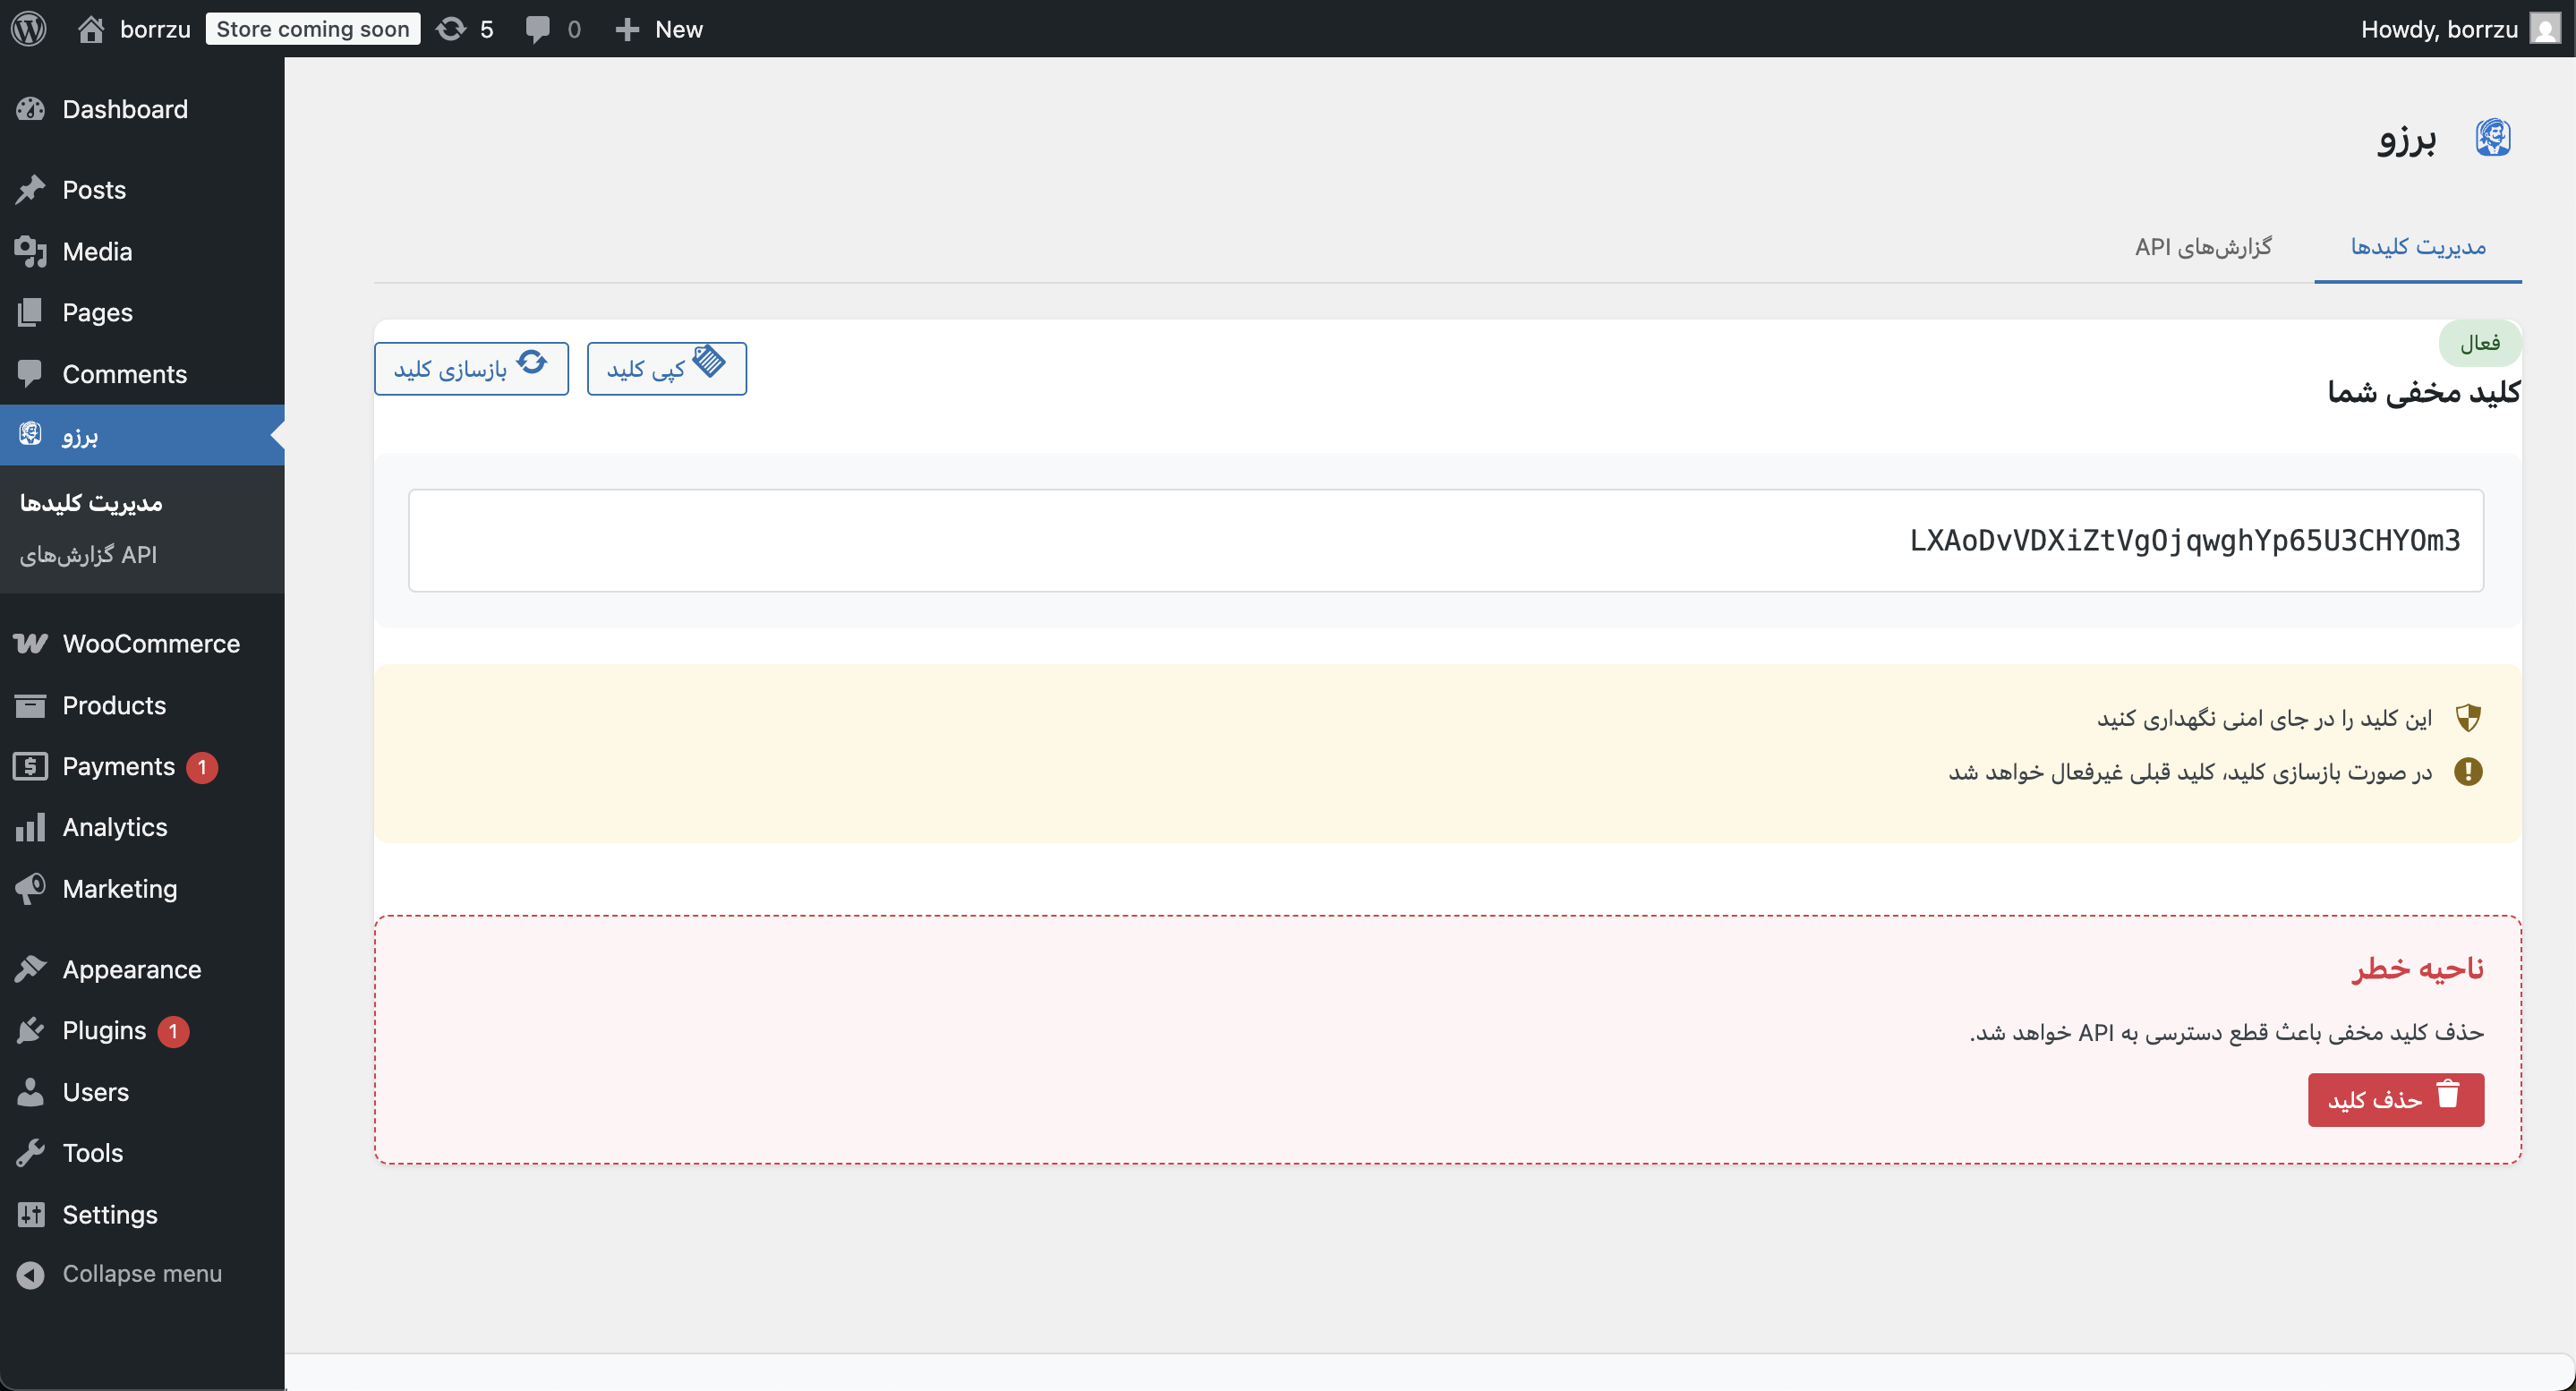 borrzu
Store coming soon
5
0
New
Howdy, borrzu
Dashboard
Posts
Media
Pages
Comments
برزو
مدیریت کلیدها
گزارش‌های API
WooCommerce
Products
Payments 1
Analytics
Marketing
Appearance
Plugins 1
Users
Tools
Settings
Collapse menu
برزو
مدیریت کلیدها
گزارش‌های API
فعال
کلید مخفی شما
کپی کلید
بازسازی کلید
LXAoDvVDXiZtVgOjqwghYp65U3CHYOm3
این کلید را در جای امنی نگهداری کنید
در صورت بازسازی کلید، کلید قبلی غیرفعال خواهد شد
ناحیه خطر
حذف کلید مخفی باعث قطع دسترسی به API خواهد شد.
حذف کلید